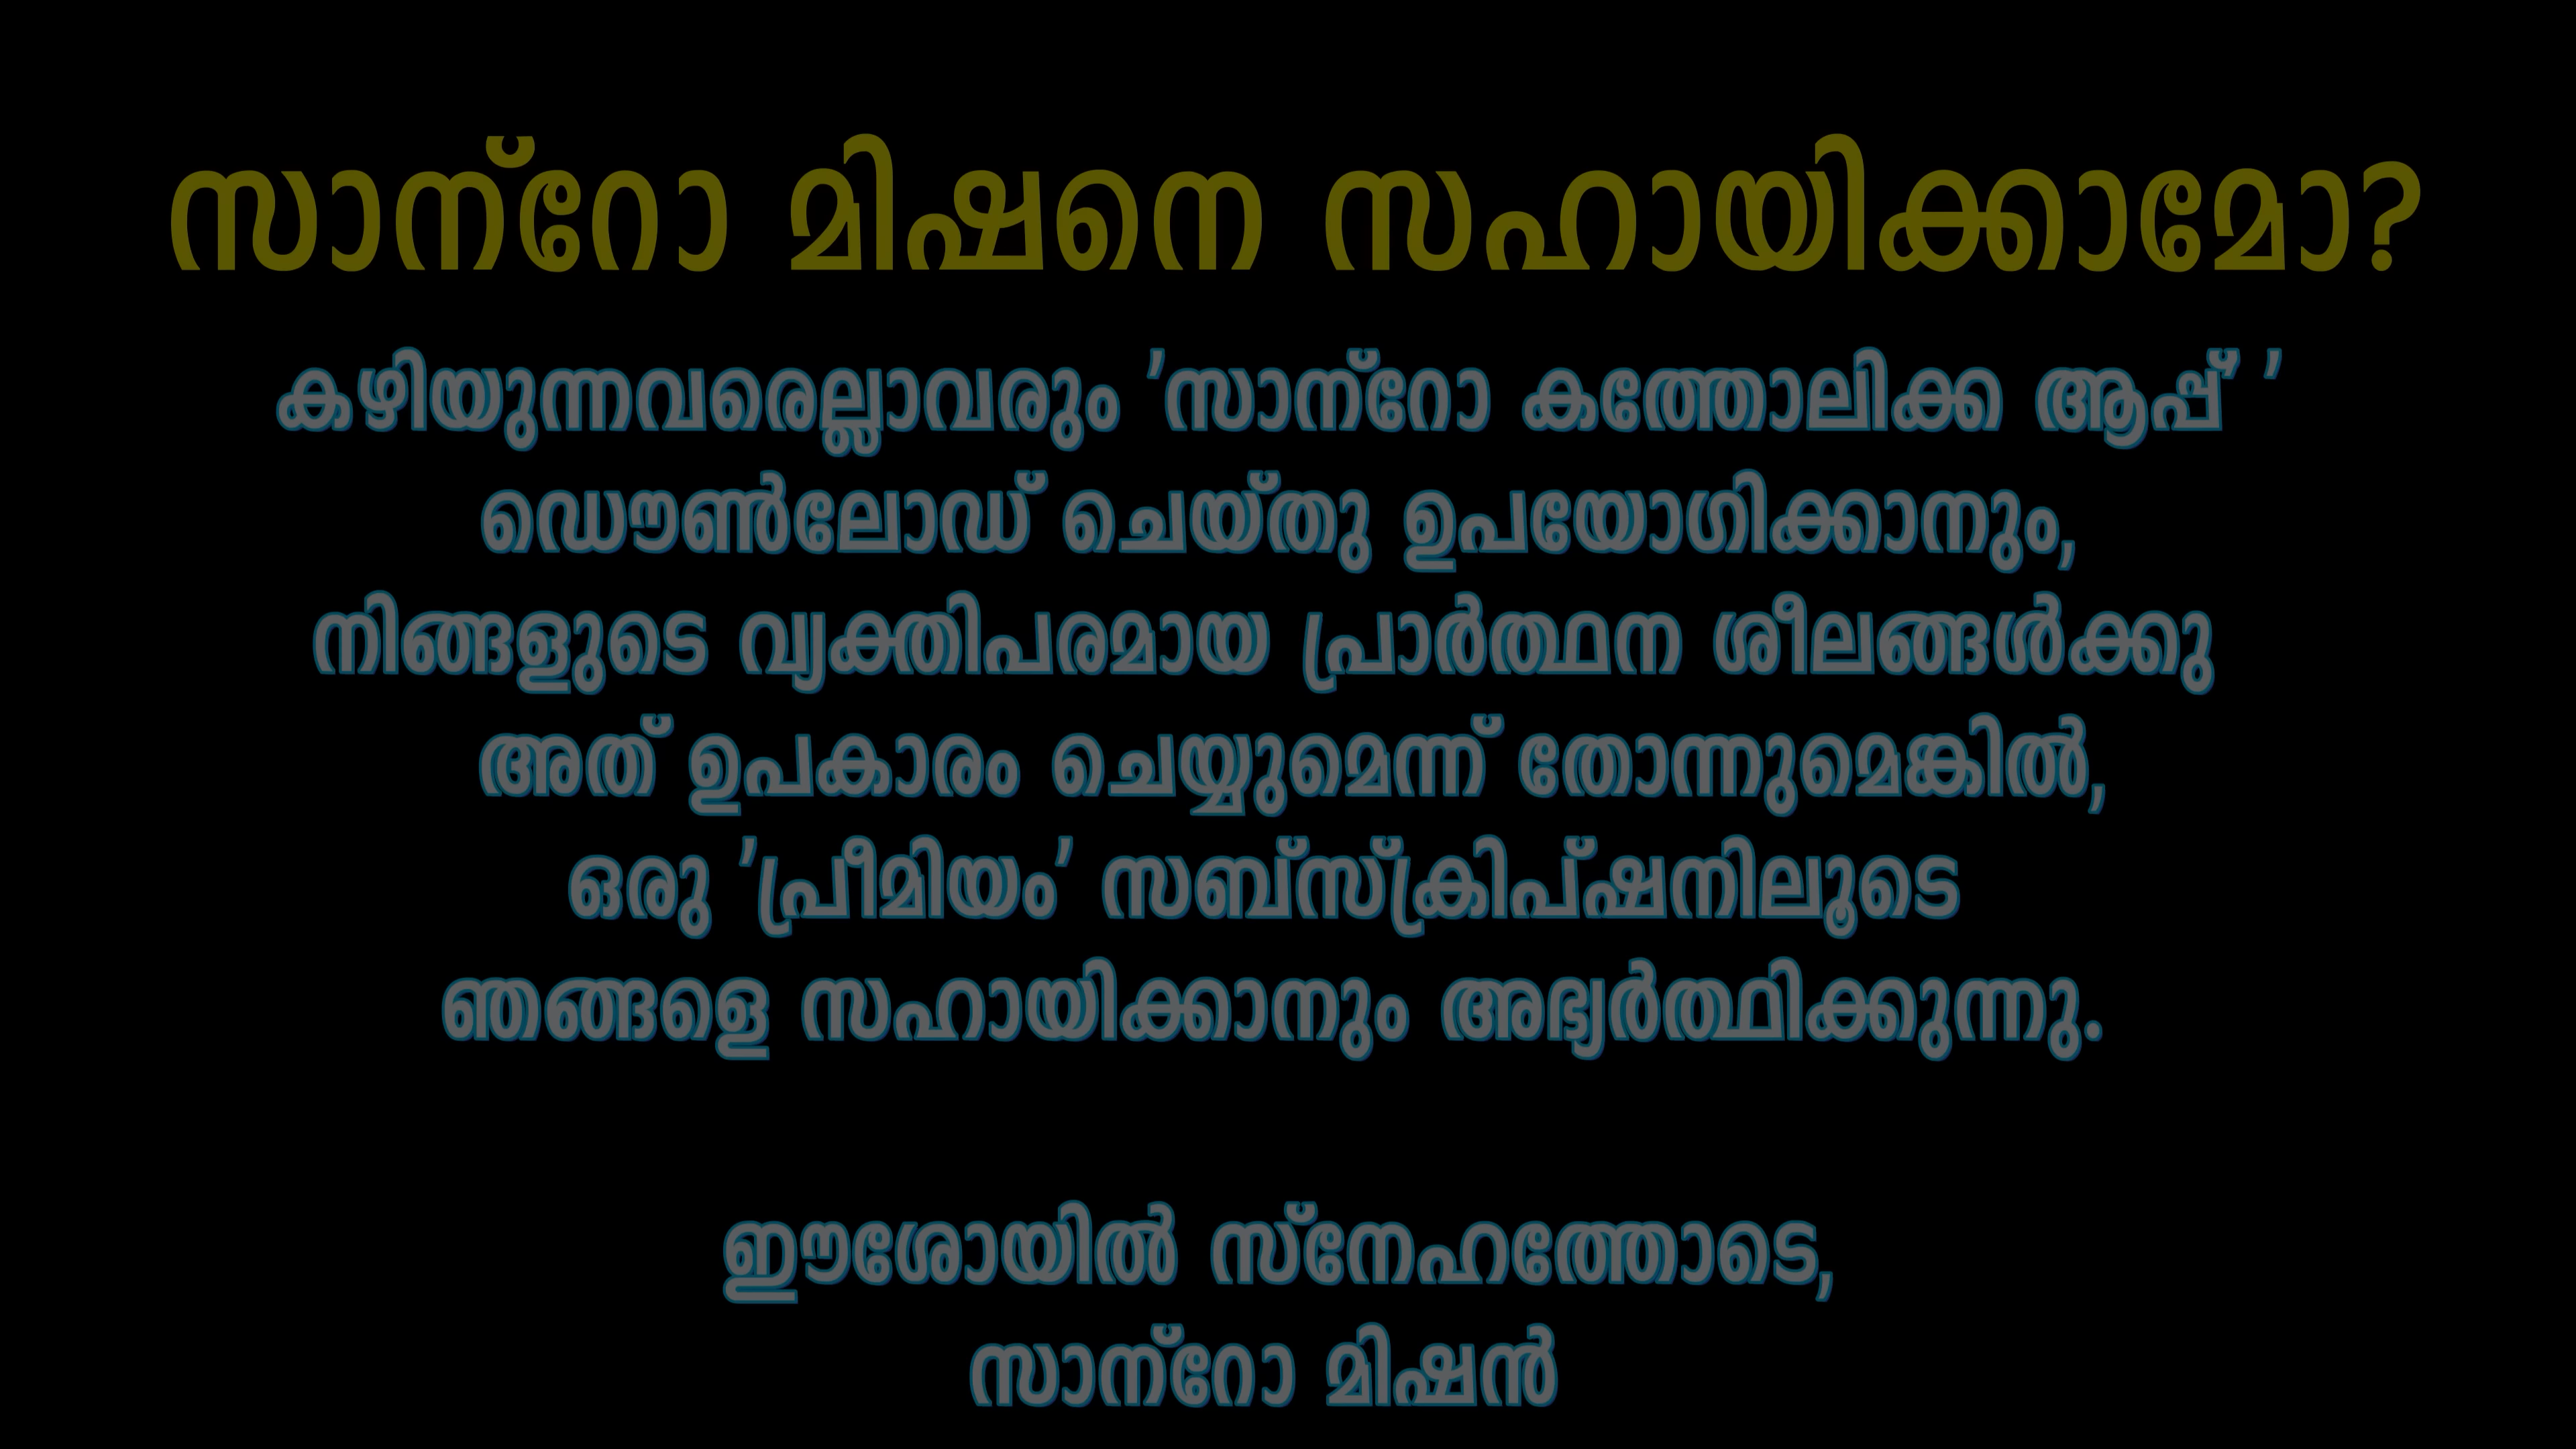 സാന്റോ മിഷനെ സഹായിക്കാമോ?
കഴിയുന്നവരെല്ലാവരും 'സാന്റോ കത്തോലിക്ക ആപ്പ് '
ഡൌൺലോഡ് ചെയ്തു ഉപയോഗിക്കാനും,
നിങ്ങളുടെ വ്യക്തിപരമായ പ്രാർത്ഥന ശീലങ്ങൾക്കു
അത് ഉപകാരം ചെയ്യുമെന്ന് തോന്നുമെങ്കിൽ,
ഒരു 'പ്രീമിയം' സബ്സ്ക്രിപ്ഷനിലൂടെ
ഞങ്ങളെ സഹായിക്കാനും അഭ്യർത്ഥിക്കുന്നു.
ഈശോയിൽ സ്നേഹത്തോടെ,
സാന്റോ മിഷൻ